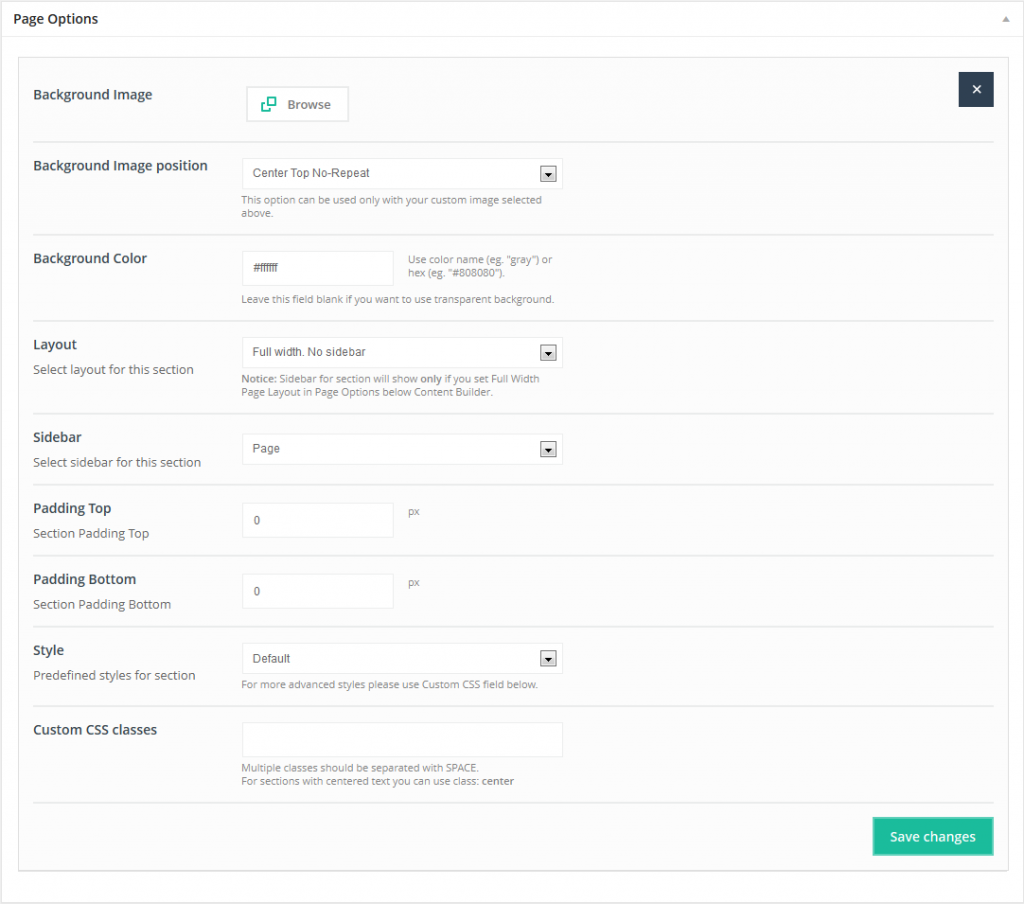 Page Options
Background Image
Browse
Background Image position
Center Top No-Repeat
This option can be used only with your custom image selected
above.
Background Color
#ffffff
Use color name (eg. "gray") or
hex (eg. "#808080").
Leave this field blank if you want to use transparent background.
Layout
Select layout for this section
Full width. No sidebar
Notice: Sidebar for section will show only if you set Full Width
Page Layout in Page Options below Content Builder.
Sidebar
Select sidebar for this section
Page
Padding Top
Section Padding Top
0
px
Padding Bottom
Section Padding Bottom
0
px
Style
Predefined styles for section
Default
For more advanced styles please use Custom CSS field below.
Custom CSS classes
Multiple classes should be separated with SPACE.
For sections with centered text you can use class: center
Save changes